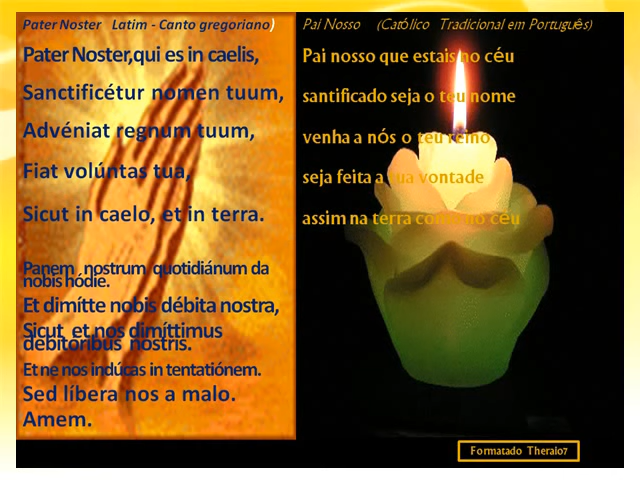 Pater Noster Latim - Canto gregoriano)
Pater Noster,qui es in caelis,
Sanctificétur nomen tuum,
Advéniat regnum tuum,
Fiat volúntas tua,
Sicut in caelo, et in terra.
Panem nostrum quotidiánum da
nobis hódie.
Et dimítte nobis débita nostra,
Sicut et nos dimíttimus
debitoribus nostris.
Et ne nos indúcas in tentatiónem.
Sed líbera nos a malo.
Amem.
Pai Nosso (Católico Tradicional em Português)
Pai nosso que estais no céu
santificado seja o teu nome
venha a nós o teu reino
seja feita a tua vontade
assim na terra como no céu
Formatado Theraio7